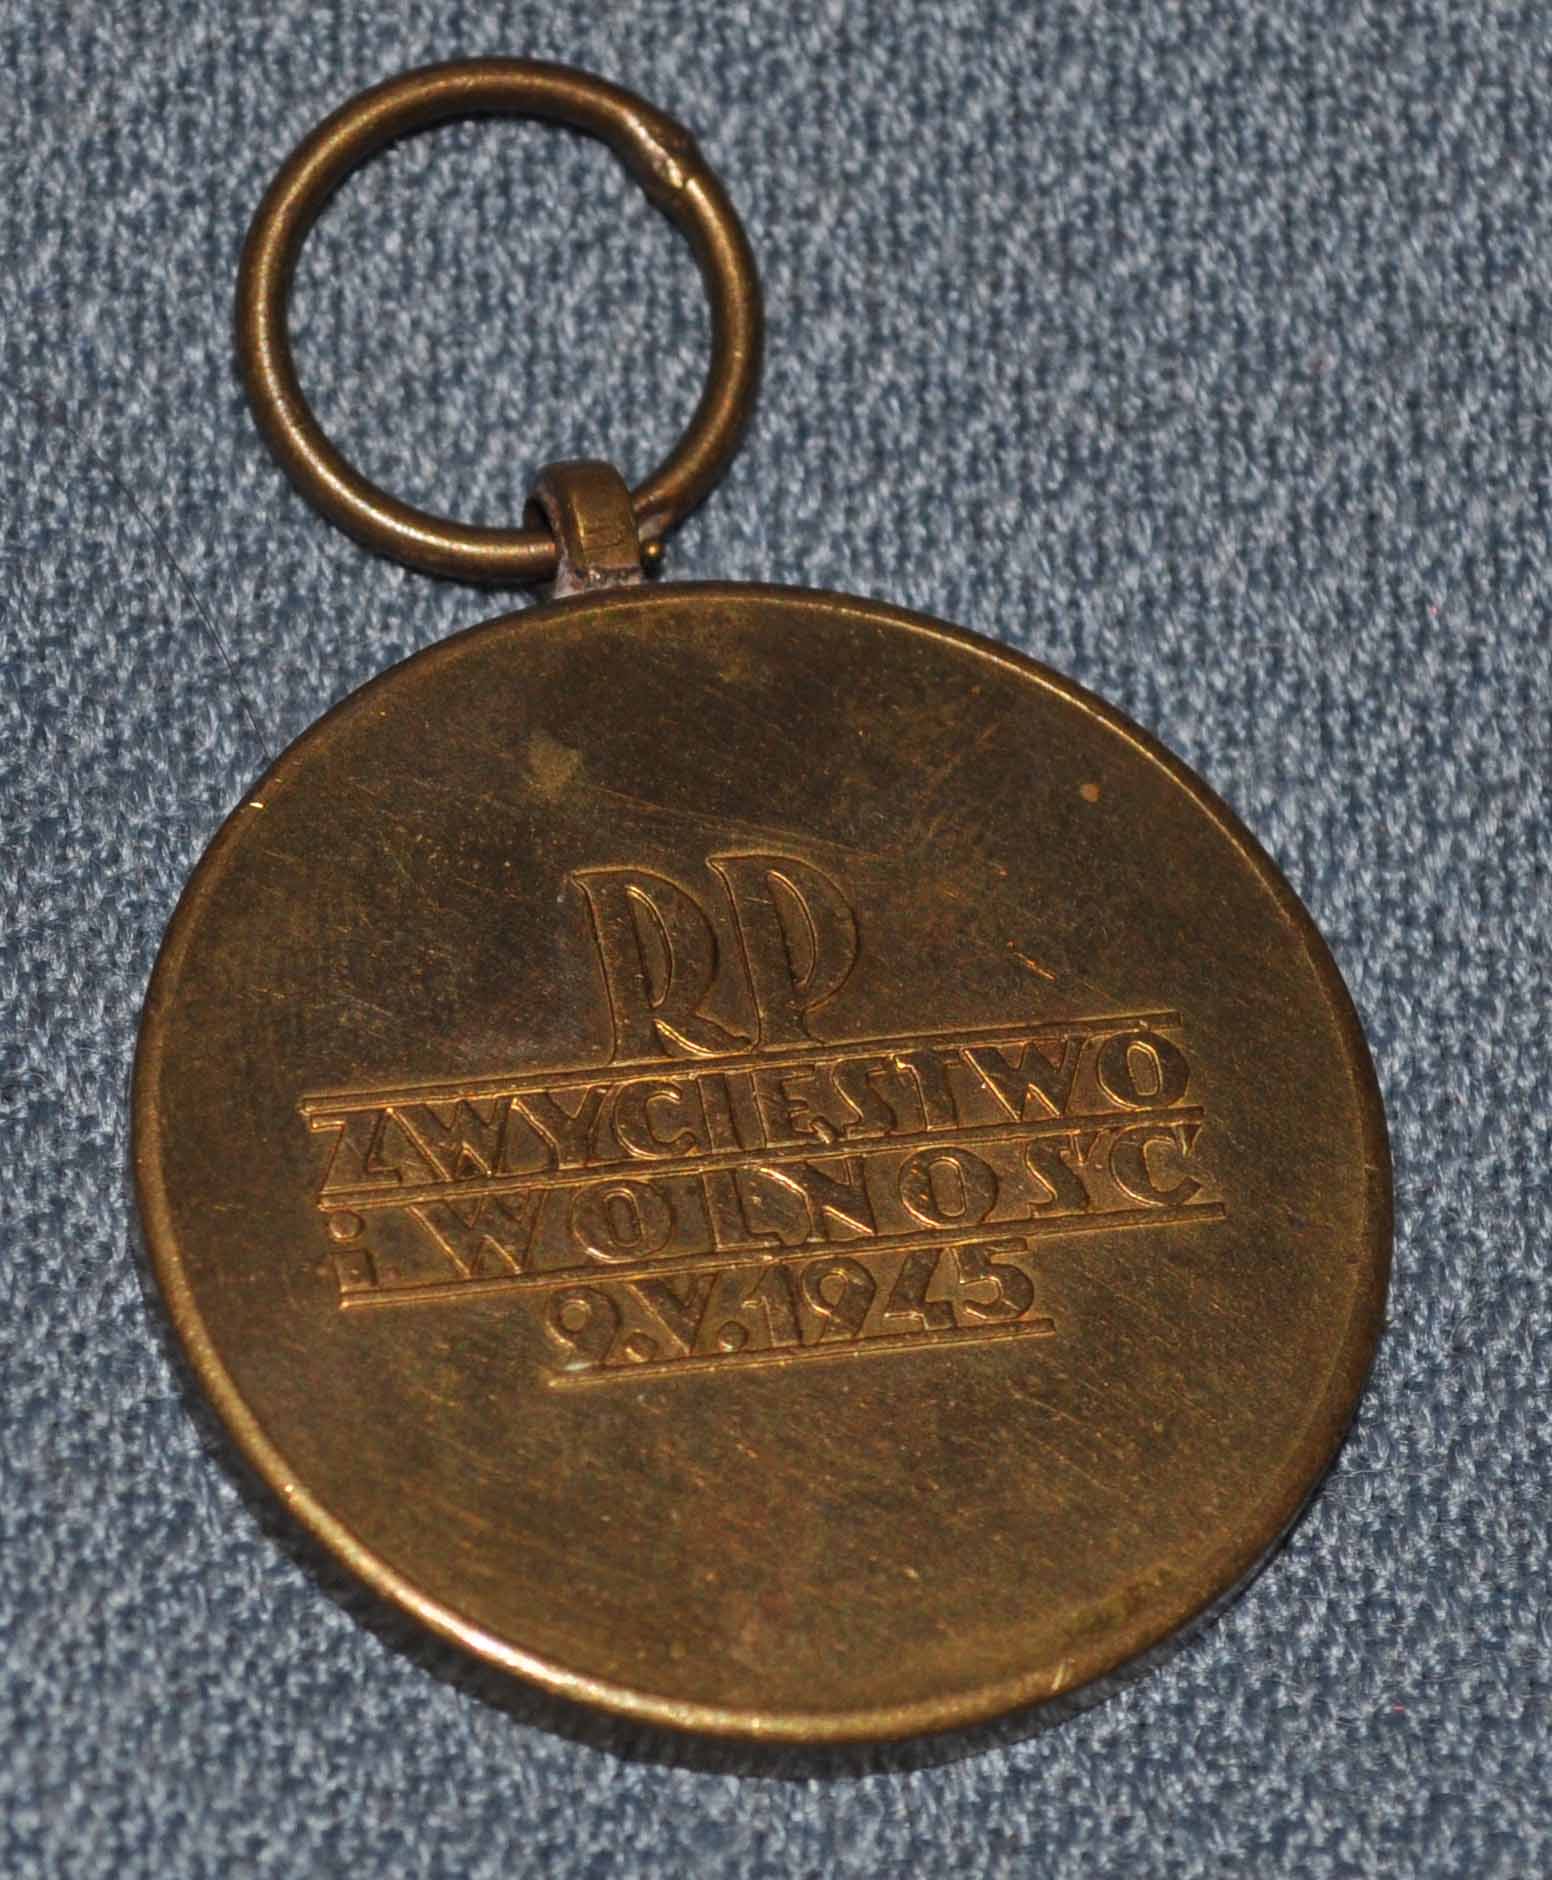 RP
ZWYCIĘSTWO
i WOLNOŚĆ
9.V.1945